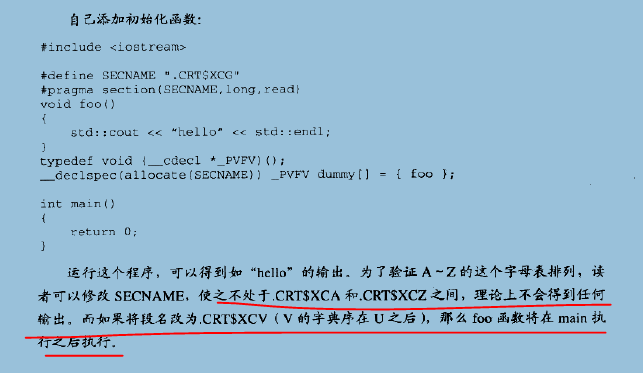 自己添加初始化函数：
#include <iostream>
#define SECNAME ".CRT$XCG"
#pragma section(SECNAME,long,read)
void foo()
{
std::cout << "hello" << std::endl;
}
typedef void (__cdecl *_PVFV)();
__declspec(allocate(SECNAME)) _PVFV dummy[] = { foo };
int main()
{
return 0;
}
运行这个程序，可以得到如“hello”的输出。为了验证 A~Z 的这个字母表排列，读
者可以修改 SECNAME，使之不处于.CRT$XCA 和.CRT$XCZ 之间，理论上不会得到任何
输出。而如果将段名改为.CRT$XCV（V 的字典序在 U 之后），那么 foo 函数将在 main 执
行之后执行。